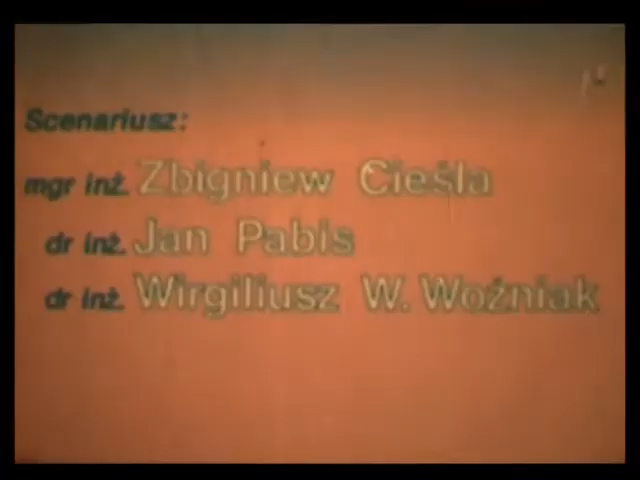 Scenariusz:
mgr inż. Zbigniew Cieśla
dr inż. Jan Pabis
dr inż. Wirgiliusz W. Woźniak